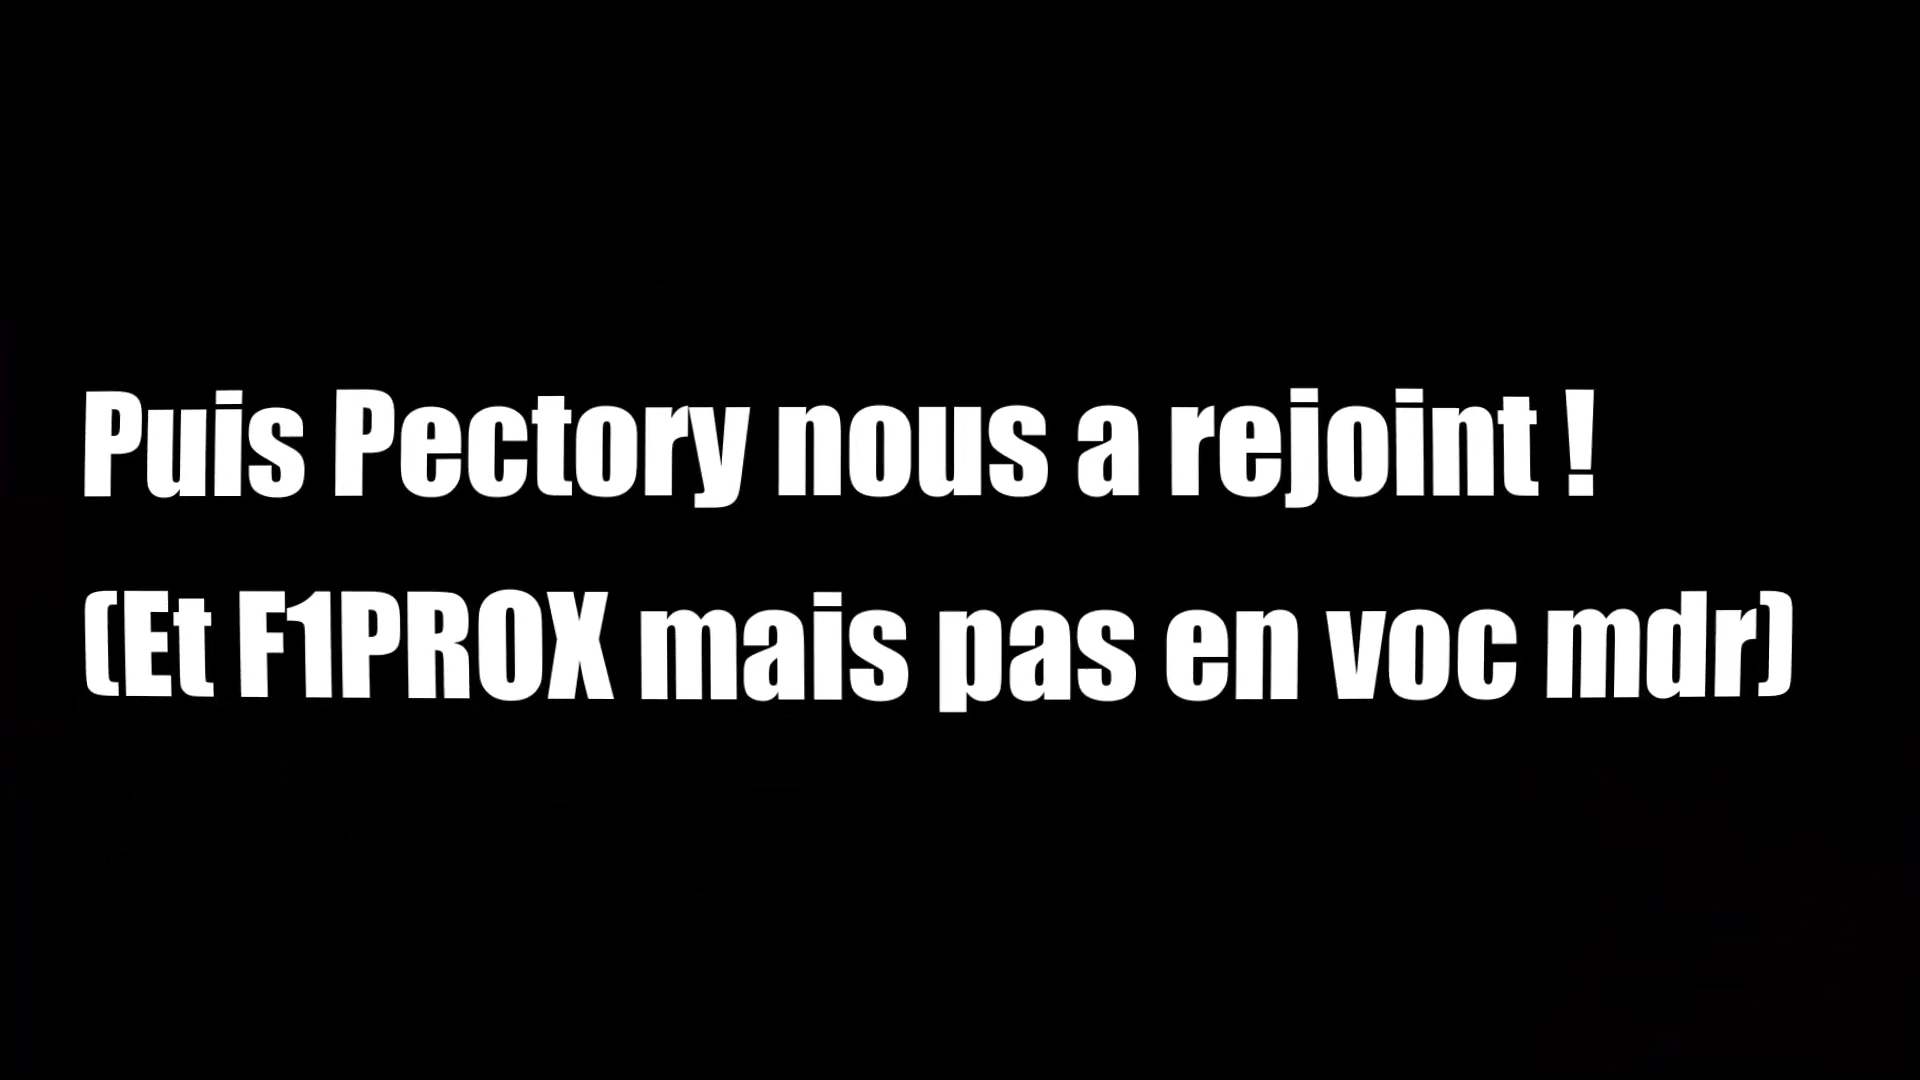 Puis Pectory nous a rejoint !
(Et F1PROX mais pas en voc mdr)